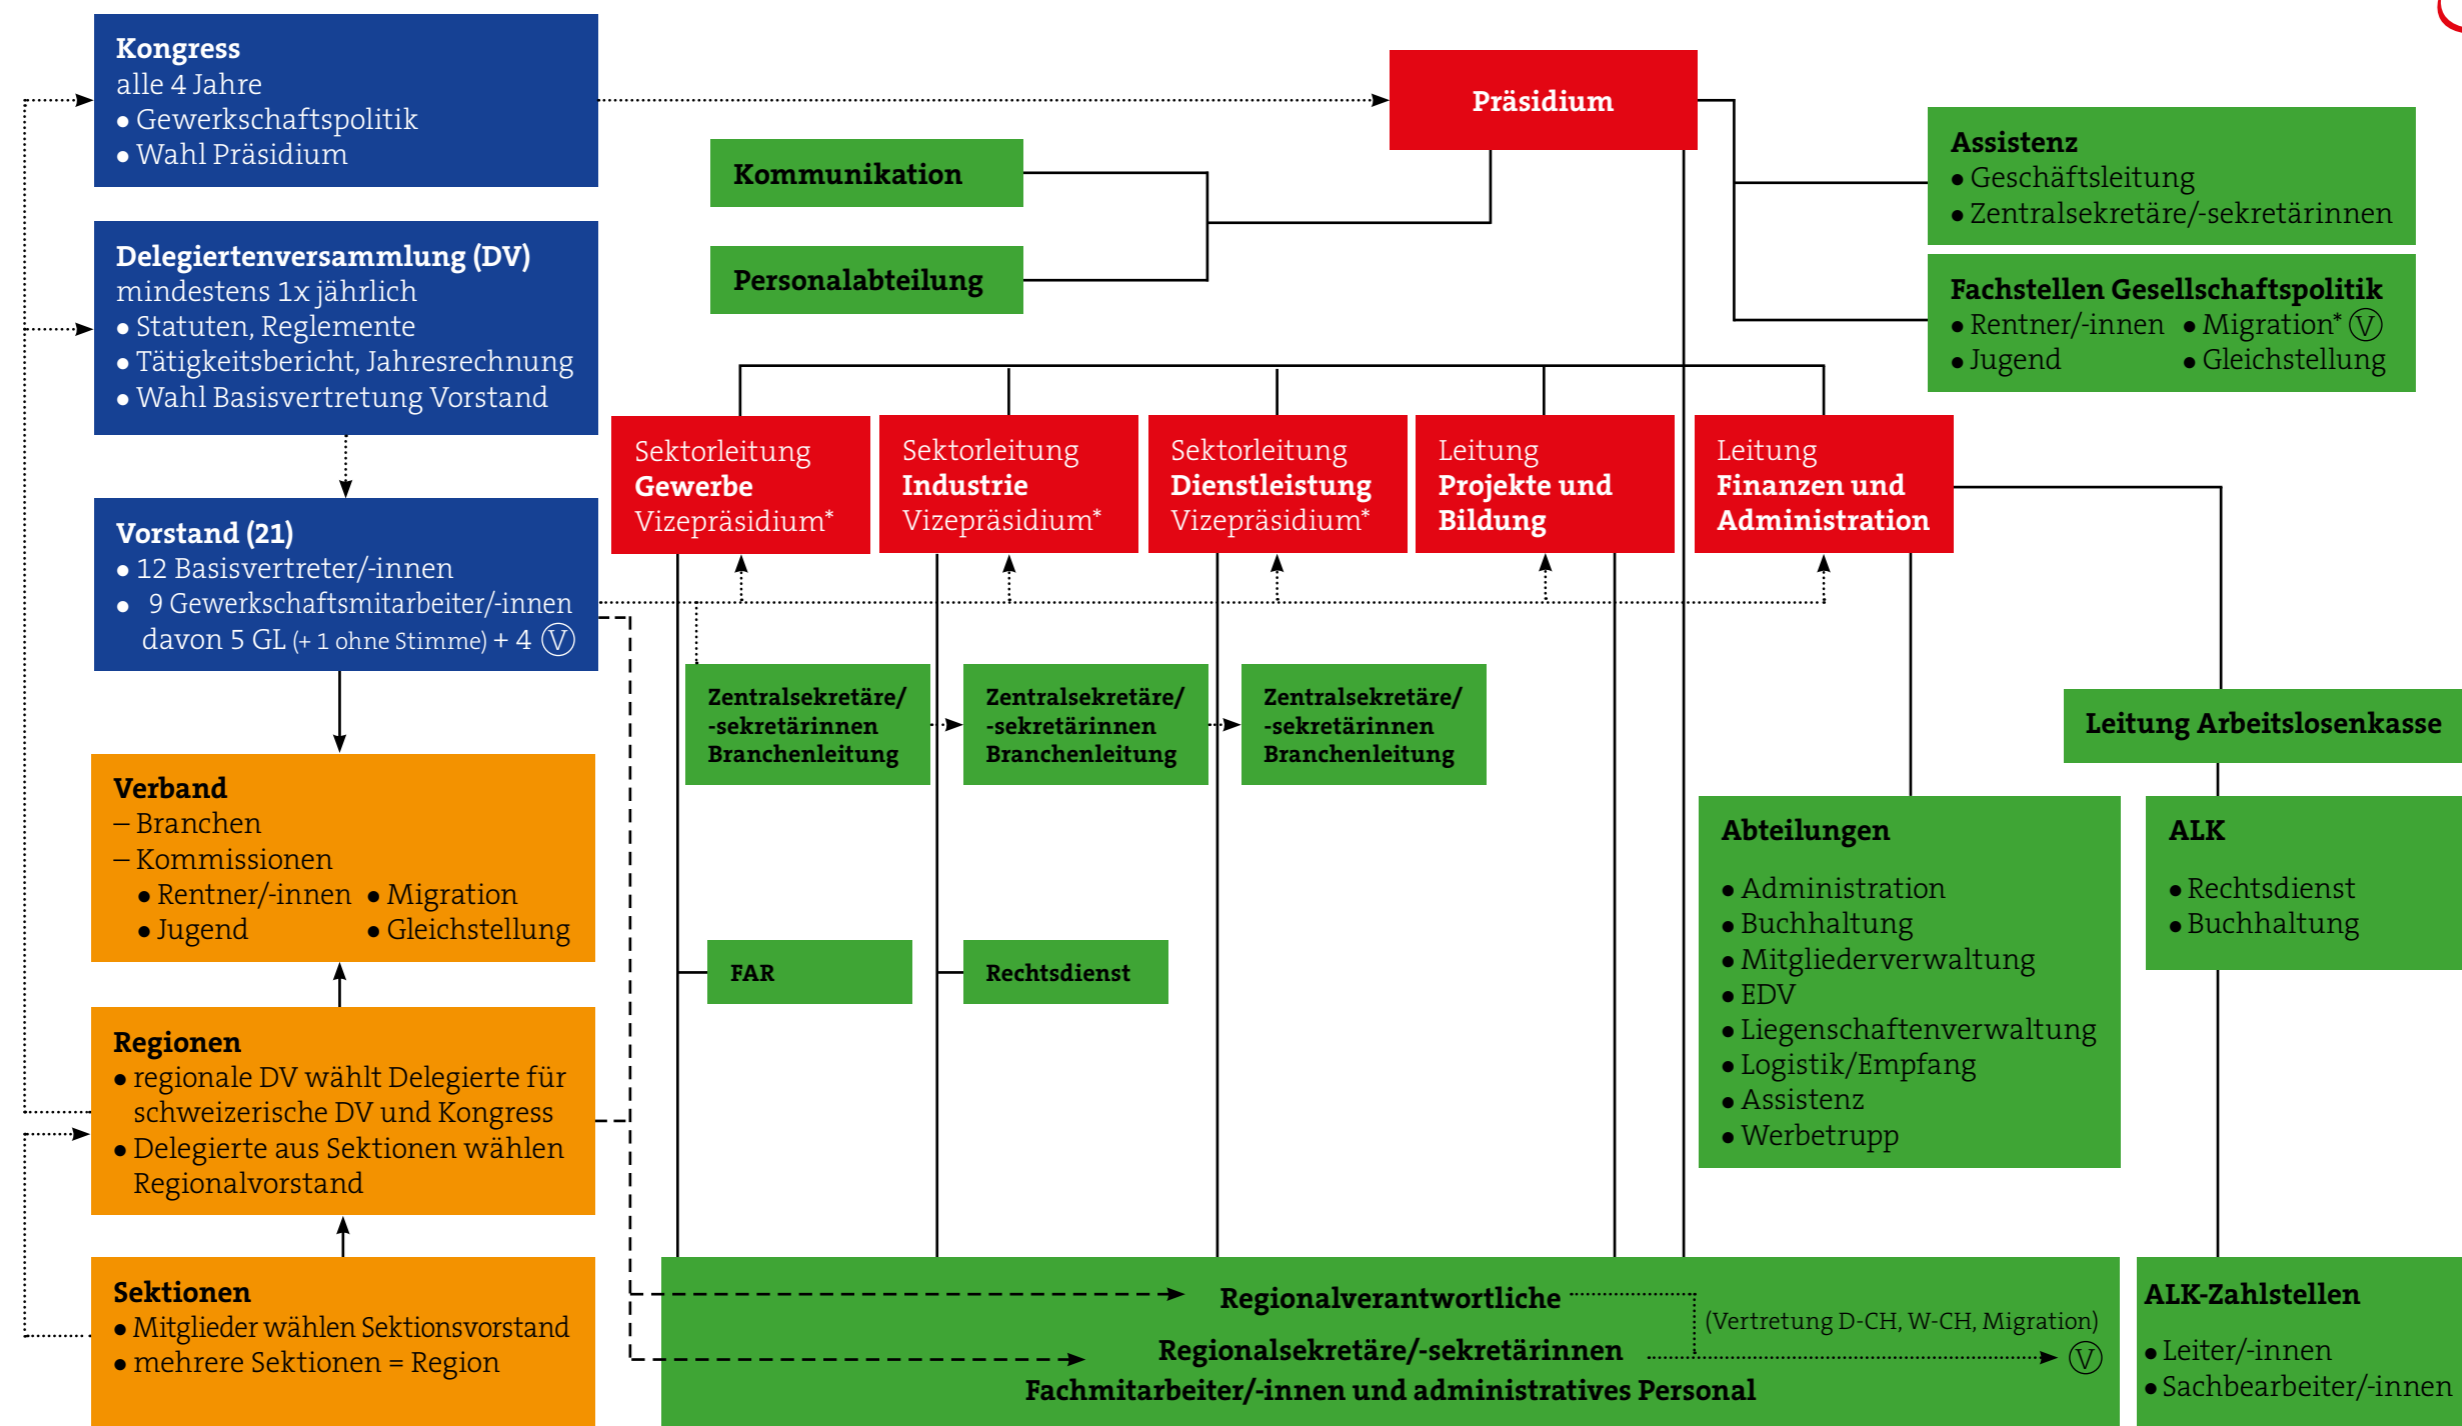 Kongress
alle 4 Jahre
• Gewerkschaftspolitik
• Wahl Präsidium
Delegiertenversammlung (DV)
mindestens 1x jährlich
• Statuten, Reglemente
• Tätigkeitsbericht, Jahresrechnung
• Wahl Basisvertretung Vorstand
Vorstand (21)
• 12 Basisvertreter/-innen
• 9 Gewerkschaftsmitarbeiter/-innen
davon 5 GL (+ 1 ohne Stimme) + 4 Ⓥ
Verband
– Branchen
– Kommissionen
• Rentner/-innen • Migration
• Jugend • Gleichstellung
Regionen
• regionale DV wählt Delegierte für
schweizerische DV und Kongress
• Delegierte aus Sektionen wählen
Regionalvorstand
Sektionen
• Mitglieder wählen Sektionsvorstand
• mehrere Sektionen = Region
Präsidium
Kommunikation
Personalabteilung
Assistenz
• Geschäftsleitung
• Zentralsekretäre/-sekretärinnen
Fachstellen Gesellschaftspolitik
• Rentner/-innen • Migration* Ⓥ
• Jugend • Gleichstellung
Sektorleitung
Gewerbe
Vizepräsidium*
Sektorleitung
Industrie
Vizepräsidium*
Sektorleitung
Dienstleistung
Vizepräsidium*
Leitung
Projekte und
Bildung
Leitung
Finanzen und
Administration
Zentralsekretäre/
-sekretärinnen
Branchenleitung
Zentralsekretäre/
-sekretärinnen
Branchenleitung
Zentralsekretäre/
-sekretärinnen
Branchenleitung
Leitung Arbeitslosenkasse
FAR
Rechtsdienst
Abteilungen
• Administration
• Buchhaltung
• Mitgliederverwaltung
• EDV
• Liegenschaftenverwaltung
• Logistik/Empfang
• Assistenz
• Werbetrupp
ALK
• Rechtsdienst
• Buchhaltung
Regionalverantwortliche
(Vertretung D-CH, W-CH, Migration)
Regionalsekretäre/-sekretärinnen Ⓥ
Fachmitarbeiter/-innen und administratives Personal
ALK-Zahlstellen
• Leiter/-innen
• Sachbearbeiter/-innen